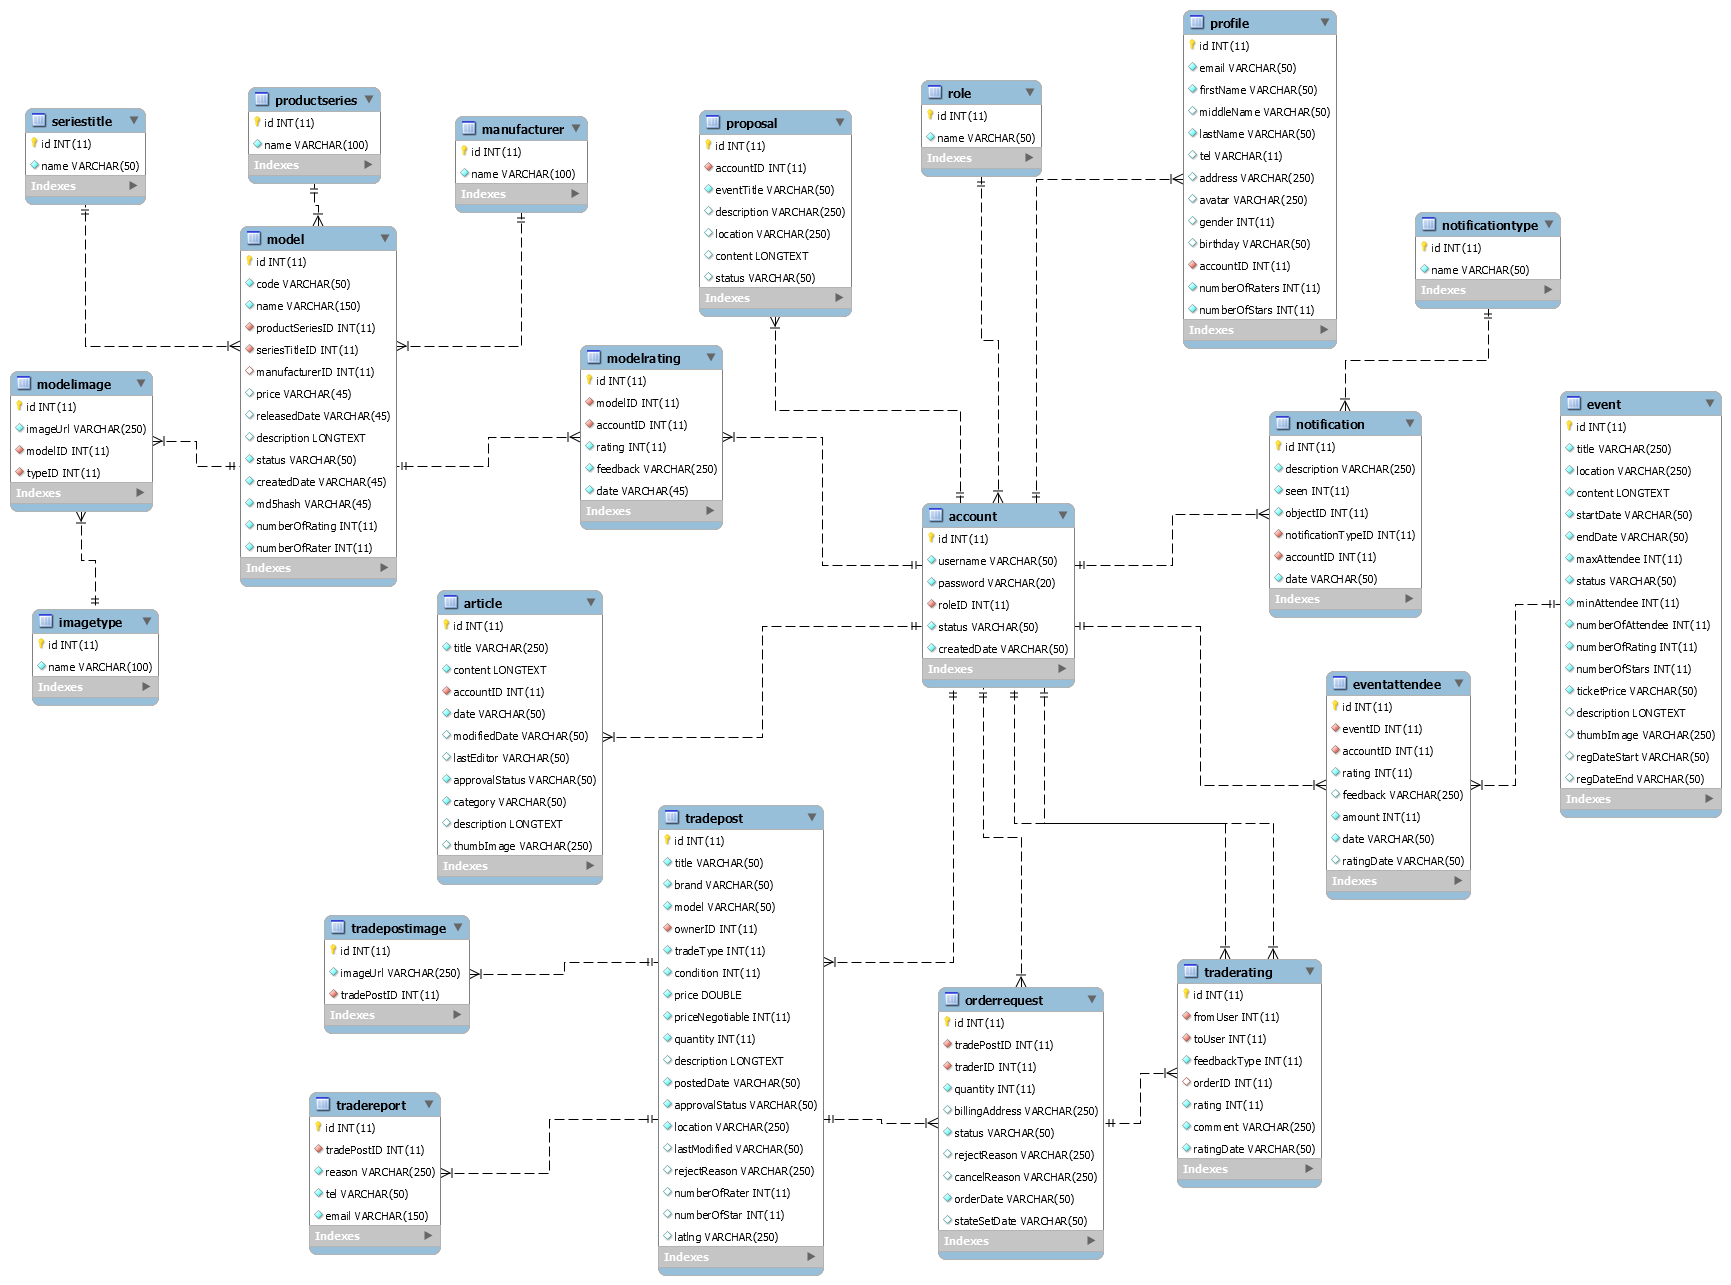 profile
id INT(11)
email VARCHAR(50)
firstName VARCHAR(50)
middleName VARCHAR(50)
lastName VARCHAR(50)
tel VARCHAR(11)
address VARCHAR(250)
avatar VARCHAR(250)
gender INT(11)
birthday VARCHAR(50)
accountID INT(11)
numberOfRaters INT(11)
numberOfStars INT(11)
Indexes
seriestitle
id INT(11)
name VARCHAR(50)
Indexes
productseries
id INT(11)
name VARCHAR(100)
Indexes
manufacturer
id INT(11)
name VARCHAR(100)
Indexes
proposal
id INT(11)
accountID INT(11)
eventTitle VARCHAR(50)
description VARCHAR(250)
location VARCHAR(250)
content LONGTEXT
status VARCHAR(50)
Indexes
role
id INT(11)
name VARCHAR(50)
Indexes
notificationtype
id INT(11)
name VARCHAR(50)
Indexes
model
id INT(11)
code VARCHAR(50)
name VARCHAR(150)
productSeriesID INT(11)
seriesTitleID INT(11)
manufacturerID INT(11)
price VARCHAR(45)
releasedDate VARCHAR(45)
description LONGTEXT
status VARCHAR(50)
createdDate VARCHAR(45)
md5hash VARCHAR(45)
numberOfRating INT(11)
numberOfRater INT(11)
Indexes
modelimage
id INT(11)
imageUrl VARCHAR(250)
modelID INT(11)
typeID INT(11)
Indexes
modelrating
id INT(11)
modelID INT(11)
accountID INT(11)
rating INT(11)
feedback VARCHAR(250)
date VARCHAR(45)
Indexes
notification
id INT(11)
description VARCHAR(250)
seen INT(11)
objectID INT(11)
notificationTypeID INT(11)
accountID INT(11)
date VARCHAR(50)
Indexes
event
id INT(11)
title VARCHAR(250)
location VARCHAR(250)
content LONGTEXT
startDate VARCHAR(50)
endDate VARCHAR(50)
maxAttendee INT(11)
status VARCHAR(50)
minAttendee INT(11)
numberOfAttendee INT(11)
numberOfRating INT(11)
numberOfStars INT(11)
ticketPrice VARCHAR(50)
description LONGTEXT
thumbImage VARCHAR(250)
regDateStart VARCHAR(50)
regDateEnd VARCHAR(50)
Indexes
account
id INT(11)
username VARCHAR(50)
password VARCHAR(20)
roleID INT(11)
status VARCHAR(50)
createdDate VARCHAR(50)
Indexes
imagetype
id INT(11)
name VARCHAR(100)
Indexes
article
id INT(11)
title VARCHAR(250)
content LONGTEXT
accountID INT(11)
date VARCHAR(50)
modifiedDate VARCHAR(50)
lastEditor VARCHAR(50)
approvalStatus VARCHAR(50)
category VARCHAR(50)
description LONGTEXT
thumbImage VARCHAR(250)
Indexes
eventattendee
id INT(11)
eventID INT(11)
accountID INT(11)
rating INT(11)
feedback VARCHAR(250)
amount INT(11)
date VARCHAR(50)
ratingDate VARCHAR(50)
Indexes
tradepost
id INT(11)
title VARCHAR(50)
brand VARCHAR(50)
model VARCHAR(50)
ownerID INT(11)
tradeType INT(11)
condition INT(11)
price DOUBLE
priceNegotiable INT(11)
quantity INT(11)
description LONGTEXT
postedDate VARCHAR(50)
approvalStatus VARCHAR(50)
location VARCHAR(250)
lastModified VARCHAR(50)
rejectReason VARCHAR(250)
numberOfRater INT(11)
numberOfStar INT(11)
latlng VARCHAR(250)
Indexes
tradepostimage
id INT(11)
imageUrl VARCHAR(250)
tradePostID INT(11)
Indexes
orderrequest
id INT(11)
tradePostID INT(11)
traderID INT(11)
quantity INT(11)
billingAddress VARCHAR(250)
status VARCHAR(50)
rejectReason VARCHAR(250)
cancelReason VARCHAR(250)
orderDate VARCHAR(50)
stateSetDate VARCHAR(50)
Indexes
traderating
id INT(11)
fromUser INT(11)
toUser INT(11)
feedbackType INT(11)
orderID INT(11)
rating INT(11)
comment VARCHAR(250)
ratingDate VARCHAR(50)
Indexes
tradereport
id INT(11)
tradePostID INT(11)
reason VARCHAR(250)
tel VARCHAR(50)
email VARCHAR(150)
Indexes